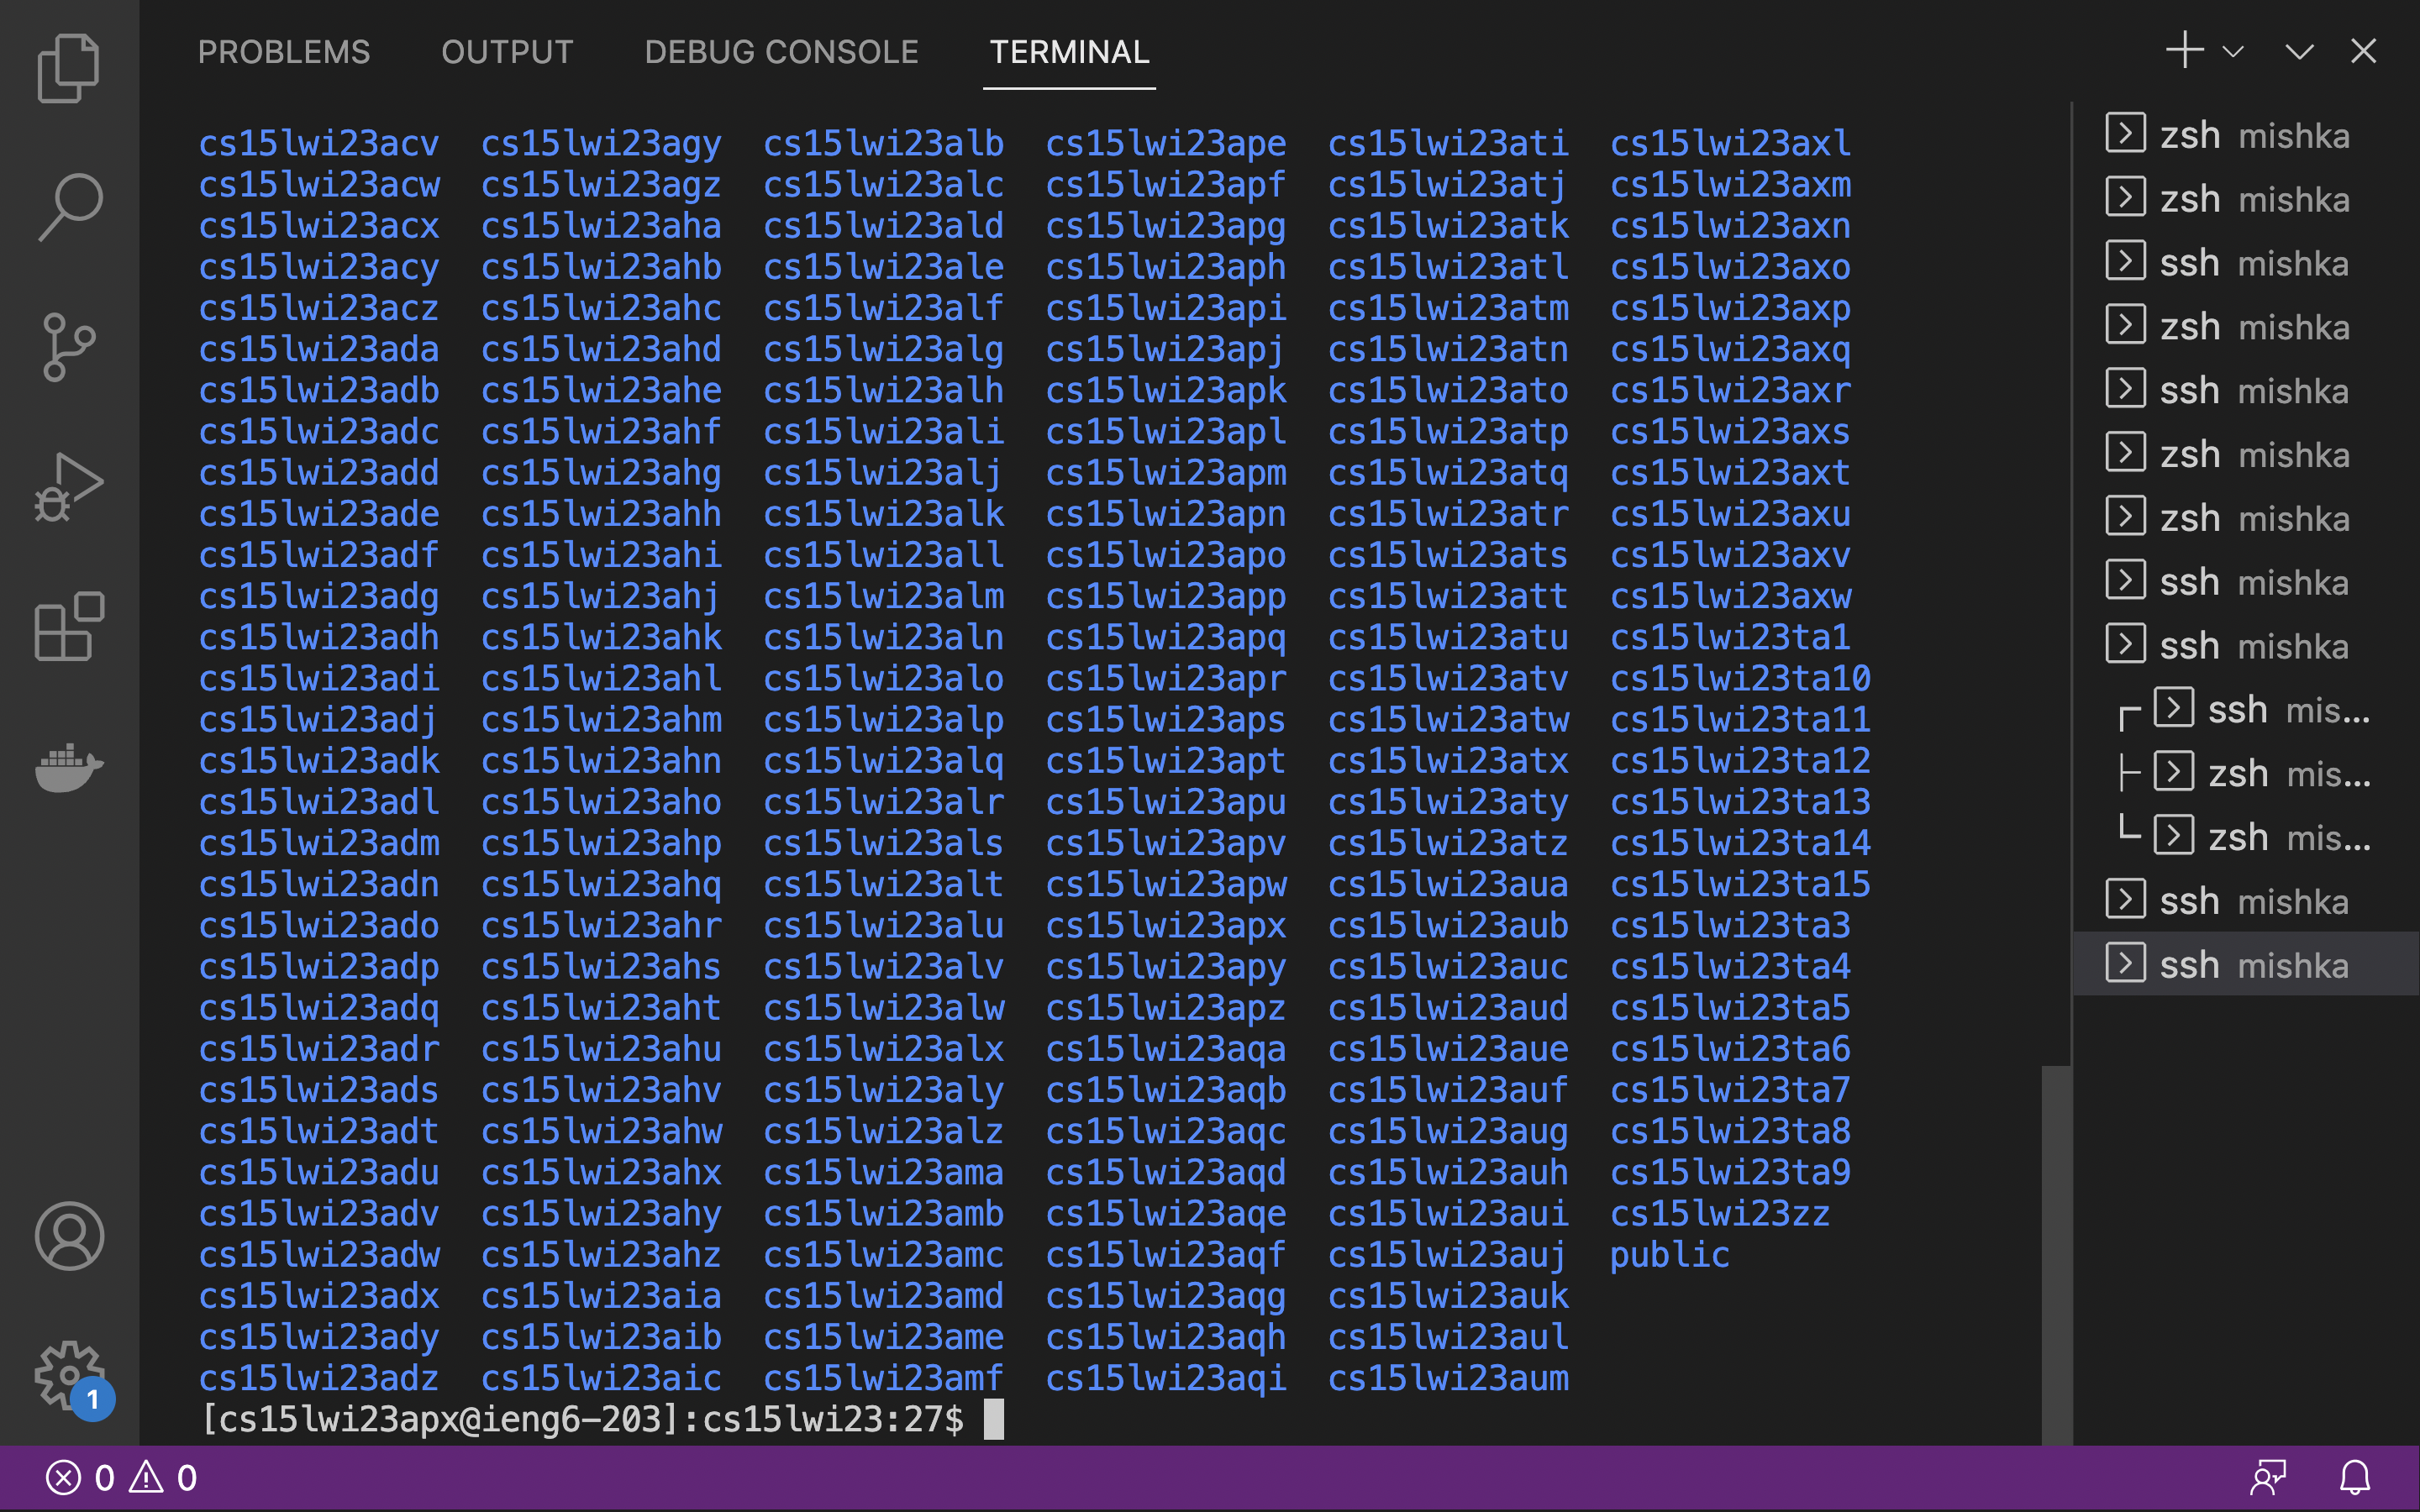 PROBLEMS OUTPUT DEBUG CONSOLE TERMINAL
cs15lwi23acv cs15lwi23agy cs15lwi23alb cs15lwi23ape cs15lwi23ati cs15lwi23axl
cs15lwi23acw cs15lwi23agz cs15lwi23alc cs15lwi23apf cs15lwi23atj cs15lwi23axm
cs15lwi23acx cs15lwi23aha cs15lwi23ald cs15lwi23apg cs15lwi23atk cs15lwi23axn
cs15lwi23acy cs15lwi23ahb cs15lwi23ale cs15lwi23aph cs15lwi23atl cs15lwi23axo
cs15lwi23acz cs15lwi23ahc cs15lwi23alf cs15lwi23api cs15lwi23atm cs15lwi23axp
cs15lwi23ada cs15lwi23ahd cs15lwi23alg cs15lwi23apj cs15lwi23atn cs15lwi23axq
cs15lwi23adb cs15lwi23ahe cs15lwi23alh cs15lwi23apk cs15lwi23ato cs15lwi23axr
cs15lwi23adc cs15lwi23ahf cs15lwi23ali cs15lwi23apl cs15lwi23atp cs15lwi23axs
cs15lwi23add cs15lwi23ahg cs15lwi23alj cs15lwi23apm cs15lwi23atq cs15lwi23axt
cs15lwi23ade cs15lwi23ahh cs15lwi23alk cs15lwi23apn cs15lwi23atr cs15lwi23axu
cs15lwi23adf cs15lwi23ahi cs15lwi23all cs15lwi23apo cs15lwi23ats cs15lwi23axv
cs15lwi23adg cs15lwi23ahj cs15lwi23alm cs15lwi23app cs15lwi23att cs15lwi23axw
cs15lwi23adh cs15lwi23ahk cs15lwi23aln cs15lwi23apq cs15lwi23atu cs15lwi23ta1
cs15lwi23adi cs15lwi23ahl cs15lwi23alo cs15lwi23apr cs15lwi23atv cs15lwi23ta10
cs15lwi23adj cs15lwi23ahm cs15lwi23alp cs15lwi23aps cs15lwi23atw cs15lwi23ta11
cs15lwi23adk cs15lwi23ahn cs15lwi23alq cs15lwi23apt cs15lwi23atx cs15lwi23ta12
cs15lwi23adl cs15lwi23aho cs15lwi23alr cs15lwi23apu cs15lwi23aty cs15lwi23ta13
cs15lwi23adm cs15lwi23ahp cs15lwi23als cs15lwi23apv cs15lwi23atz cs15lwi23ta14
cs15lwi23adn cs15lwi23ahq cs15lwi23alt cs15lwi23apw cs15lwi23aua cs15lwi23ta15
cs15lwi23ado cs15lwi23ahr cs15lwi23alu cs15lwi23apx cs15lwi23aub cs15lwi23ta3
cs15lwi23adp cs15lwi23ahs cs15lwi23alv cs15lwi23apy cs15lwi23auc cs15lwi23ta4
cs15lwi23adq cs15lwi23aht cs15lwi23alw cs15lwi23apz cs15lwi23aud cs15lwi23ta5
cs15lwi23adr cs15lwi23ahu cs15lwi23alx cs15lwi23aqa cs15lwi23aue cs15lwi23ta6
cs15lwi23ads cs15lwi23ahv cs15lwi23aly cs15lwi23aqb cs15lwi23auf cs15lwi23ta7
cs15lwi23adt cs15lwi23ahw cs15lwi23alz cs15lwi23aqc cs15lwi23aug cs15lwi23ta8
cs15lwi23adu cs15lwi23ahx cs15lwi23ama cs15lwi23aqd cs15lwi23auh cs15lwi23ta9
cs15lwi23adv cs15lwi23ahy cs15lwi23amb cs15lwi23aqe cs15lwi23aui cs15lwi23zz
cs15lwi23adw cs15lwi23ahz cs15lwi23amc cs15lwi23aqf cs15lwi23auj public
cs15lwi23adx cs15lwi23aia cs15lwi23amd cs15lwi23aqg cs15lwi23auk
cs15lwi23ady cs15lwi23aib cs15lwi23ame cs15lwi23aqh cs15lwi23aul
cs15lwi23adz cs15lwi23aic cs15lwi23amf cs15lwi23aqi cs15lwi23aum
[cs15lwi23apx@ieng6-203]:cs15lwi23:27$
zsh mishka
zsh mishka
ssh mishka
zsh mishka
ssh mishka
zsh mishka
zsh mishka
ssh mishka
ssh mishka
ssh mis...
zsh mis...
zsh mis...
ssh mishka
ssh mishka
1
0 0